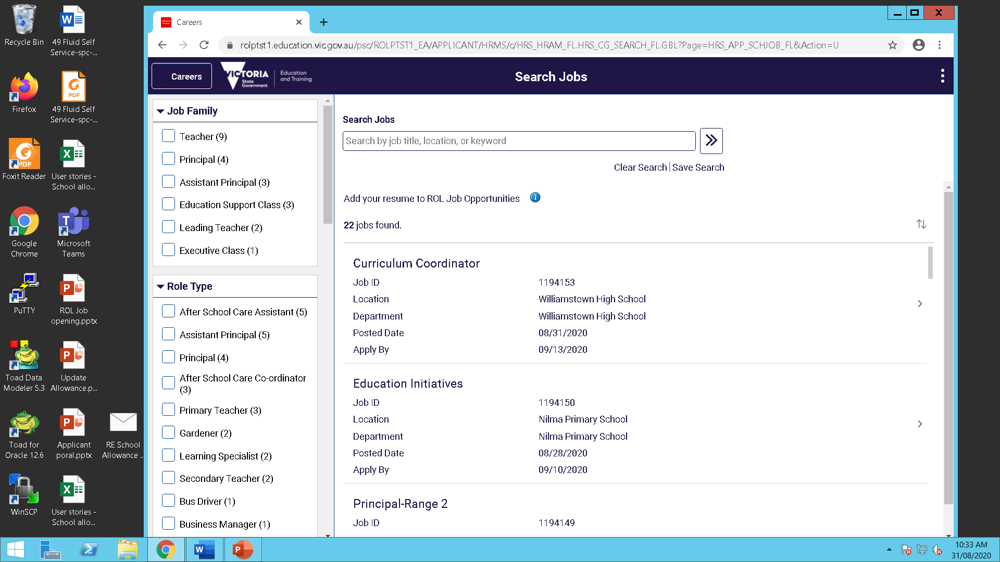 Recycle Bin
49 Fluid Self
Service-spc-...
Firefox
49 Fluid Self
Service-spc-...
Foxit Reader
User stories -
School allo...
Google
Chrome
Microsoft
Teams
PuTTY
ROL Job
opening.pptx
Toad Data
Modeler 5.3
Update
Allowance.p...
Toad for
Oracle 12.6
Applicant
poral.pptx
RE School
Allowance ...
WinSCP
User stories -
School allo...
Careers
rolptst1.education.vic.gov.au/psc/ROLPTST1_EA/APPLICANT/HRMS/c/HRS_HRAM_FL.HRS_CG_SEARCH_FL.GBL?Page=HRS_APP_SCHJOB_FL&Action=U
Careers
VICTORIA
State
Government
Education
and Training
Search Jobs
Job Family
Teacher (9)
Principal (4)
Assistant Principal (3)
Education Support Class (3)
Leading Teacher (2)
Executive Class (1)
Role Type
After School Care Assistant (5)
Assistant Principal (5)
Principal (4)
After School Care Co-ordinator
(3)
Primary Teacher (3)
Gardener (2)
Learning Specialist (2)
Secondary Teacher (2)
Bus Driver (1)
Business Manager (1)
Search Jobs
Search by job title, location, or keyword
Clear Search | Save Search
Add your resume to ROL Job Opportunities
22 jobs found.
Curriculum Coordinator
Job ID 1194153
Location Williamstown High School
Department Williamstown High School
Posted Date 08/31/2020
Apply By 09/13/2020
Education Initiatives
Job ID 1194150
Location Nilma Primary School
Department Nilma Primary School
Posted Date 08/28/2020
Apply By 09/10/2020
Principal-Range 2
Job ID 1194149
10:33 AM
31/08/2020